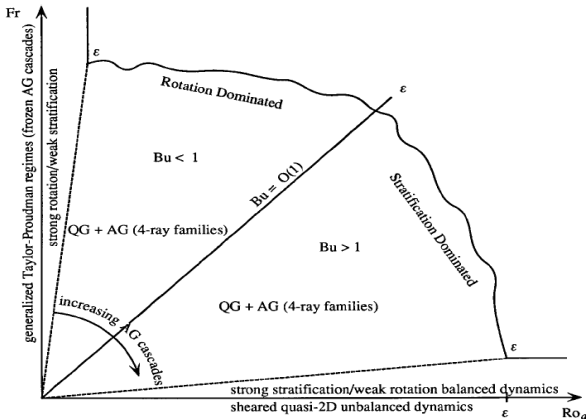 Fr
generalized Taylor-Proudman regimes (frozen AG cascades)
strong rotation/weak stratification
ε
Rotation Dominated
ε
Bu < 1
Bu = O(1)
Stratification Dominated
QG + AG (4-ray families)
Bu > 1
QG + AG (4-ray families)
increasing AG cascades
ε
strong stratification/weak rotation balanced dynamics
sheared quasi-2D unbalanced dynamics
ε
Roa